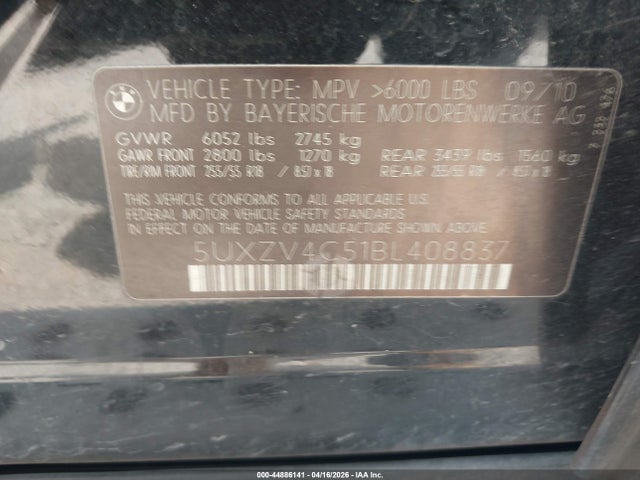 VEHICLE TYPE: MPV >6000 LBS 09/10
MFD BY BAYERISCHE MOTORENWERKE AG
GVWR 6052 lbs 2745 kg
GAWR FRONT 2800 lbs 1270 kg REAR 3439 lbs 1560 kg
TIRE/RIM FRONT 255/55 R18 / 8.5J x 18 REAR 255/55 R18 / 8.5J x 18
THIS VEHICLE CONFORMS TO ALL APPLICABLE U.S.
FEDERAL MOTOR VEHICLE SAFETY STANDARDS
IN EFFECT ON THE DATE OF MANUFACTURE SHOWN ABOVE.
5UXZV4C51BL408837
000-44886141 - 04/16/2026 - IAA Inc.